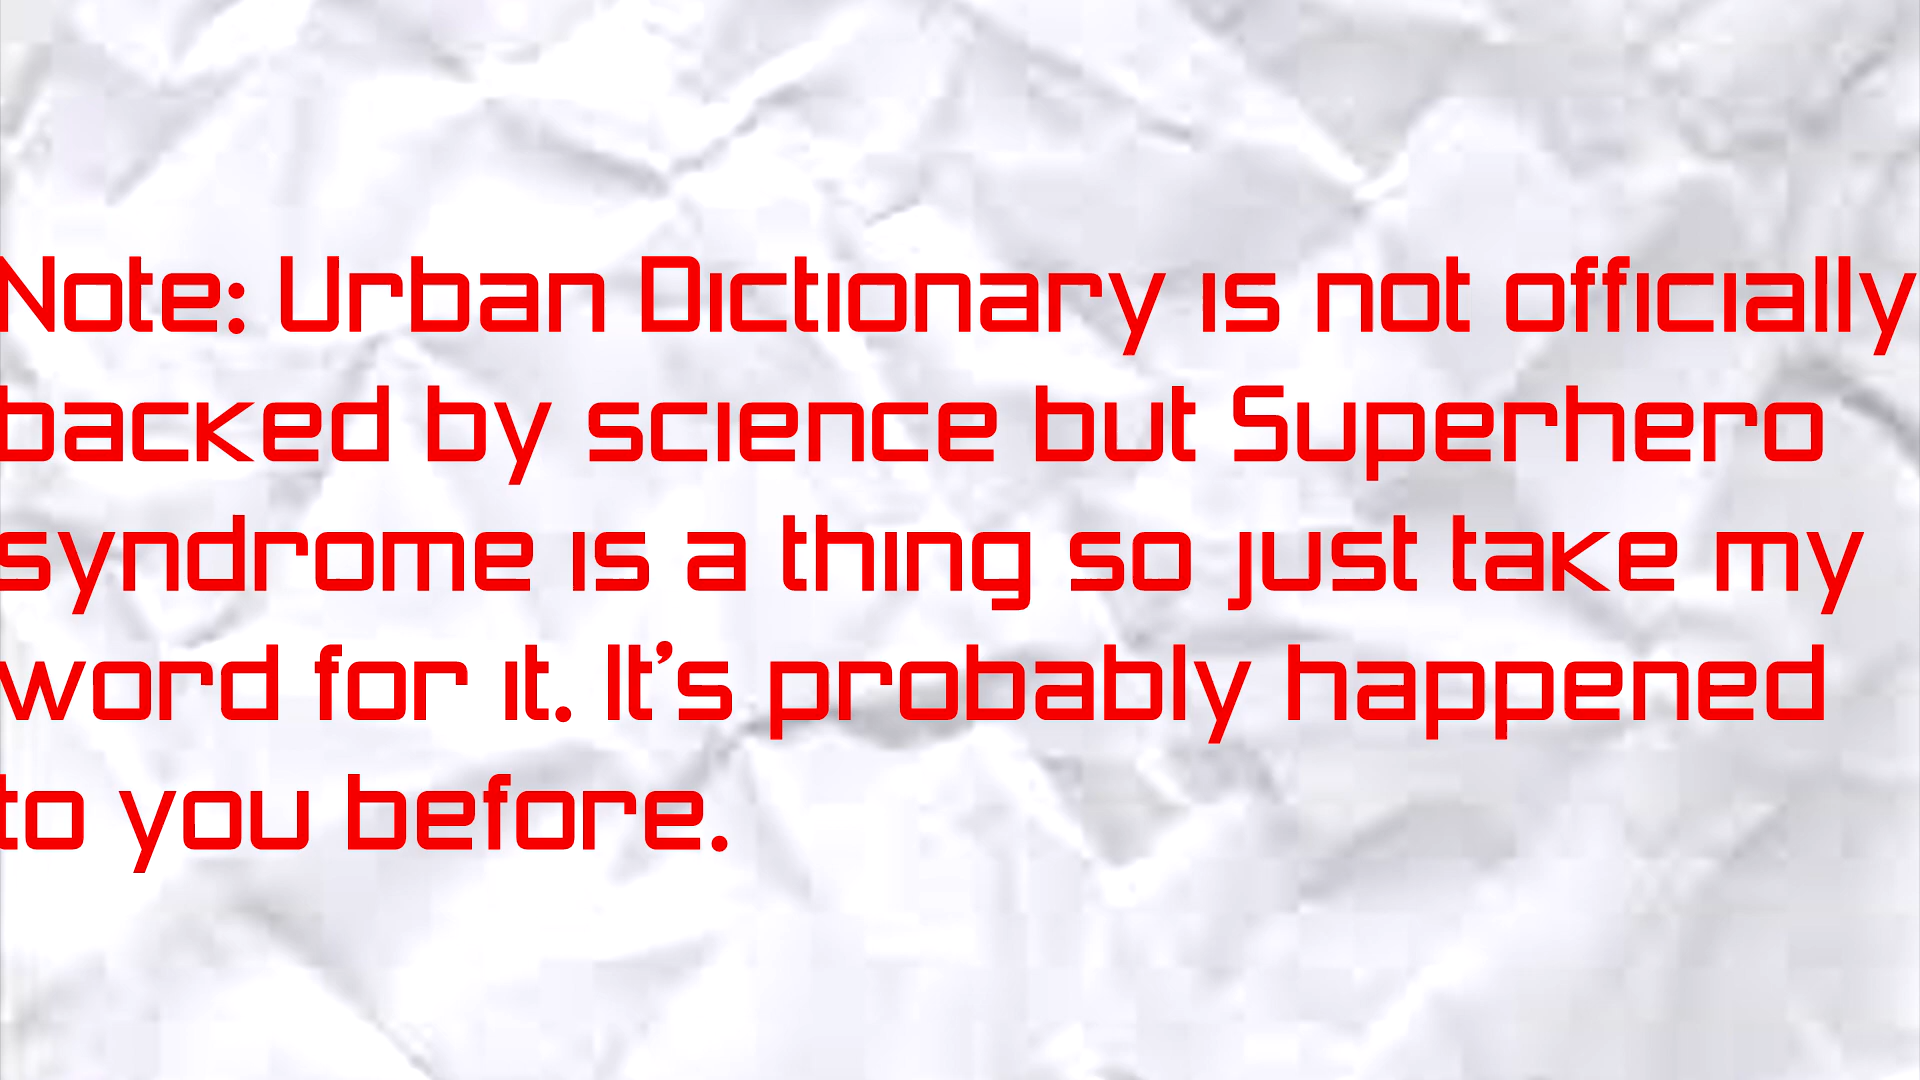 Note: Urban Dictionary is not officially
backed by science but Superhero
syndrome is a thing so just take my
word for it. It’s probably happened
to you before.